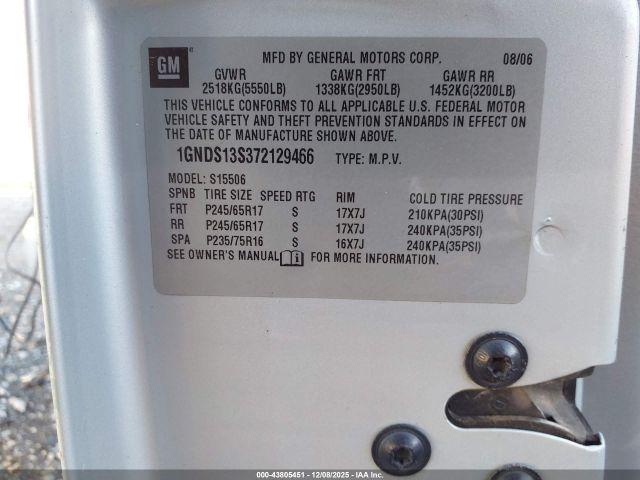 GM
MFD BY GENERAL MOTORS CORP. 08/06
GVWR GAWR FRT GAWR RR
2518KG(5550LB) 1338KG(2950LB) 1452KG(3200LB)
THIS VEHICLE CONFORMS TO ALL APPLICABLE U.S. FEDERAL MOTOR
VEHICLE SAFETY AND THEFT PREVENTION STANDARDS IN EFFECT ON
THE DATE OF MANUFACTURE SHOWN ABOVE.
1GNDS13S372129466 TYPE: M.P.V.
MODEL: S15506
SPNB TIRE SIZE SPEED RTG RIM COLD TIRE PRESSURE
FRT P245/65R17 S 17X7J 210KPA(30PSI)
RR P245/65R17 S 17X7J 240KPA(35PSI)
SPA P235/75R16 S 16X7J 240KPA(35PSI)
SEE OWNER'S MANUAL FOR MORE INFORMATION.
000-43805451 - 12/08/2025 - IAA Inc.